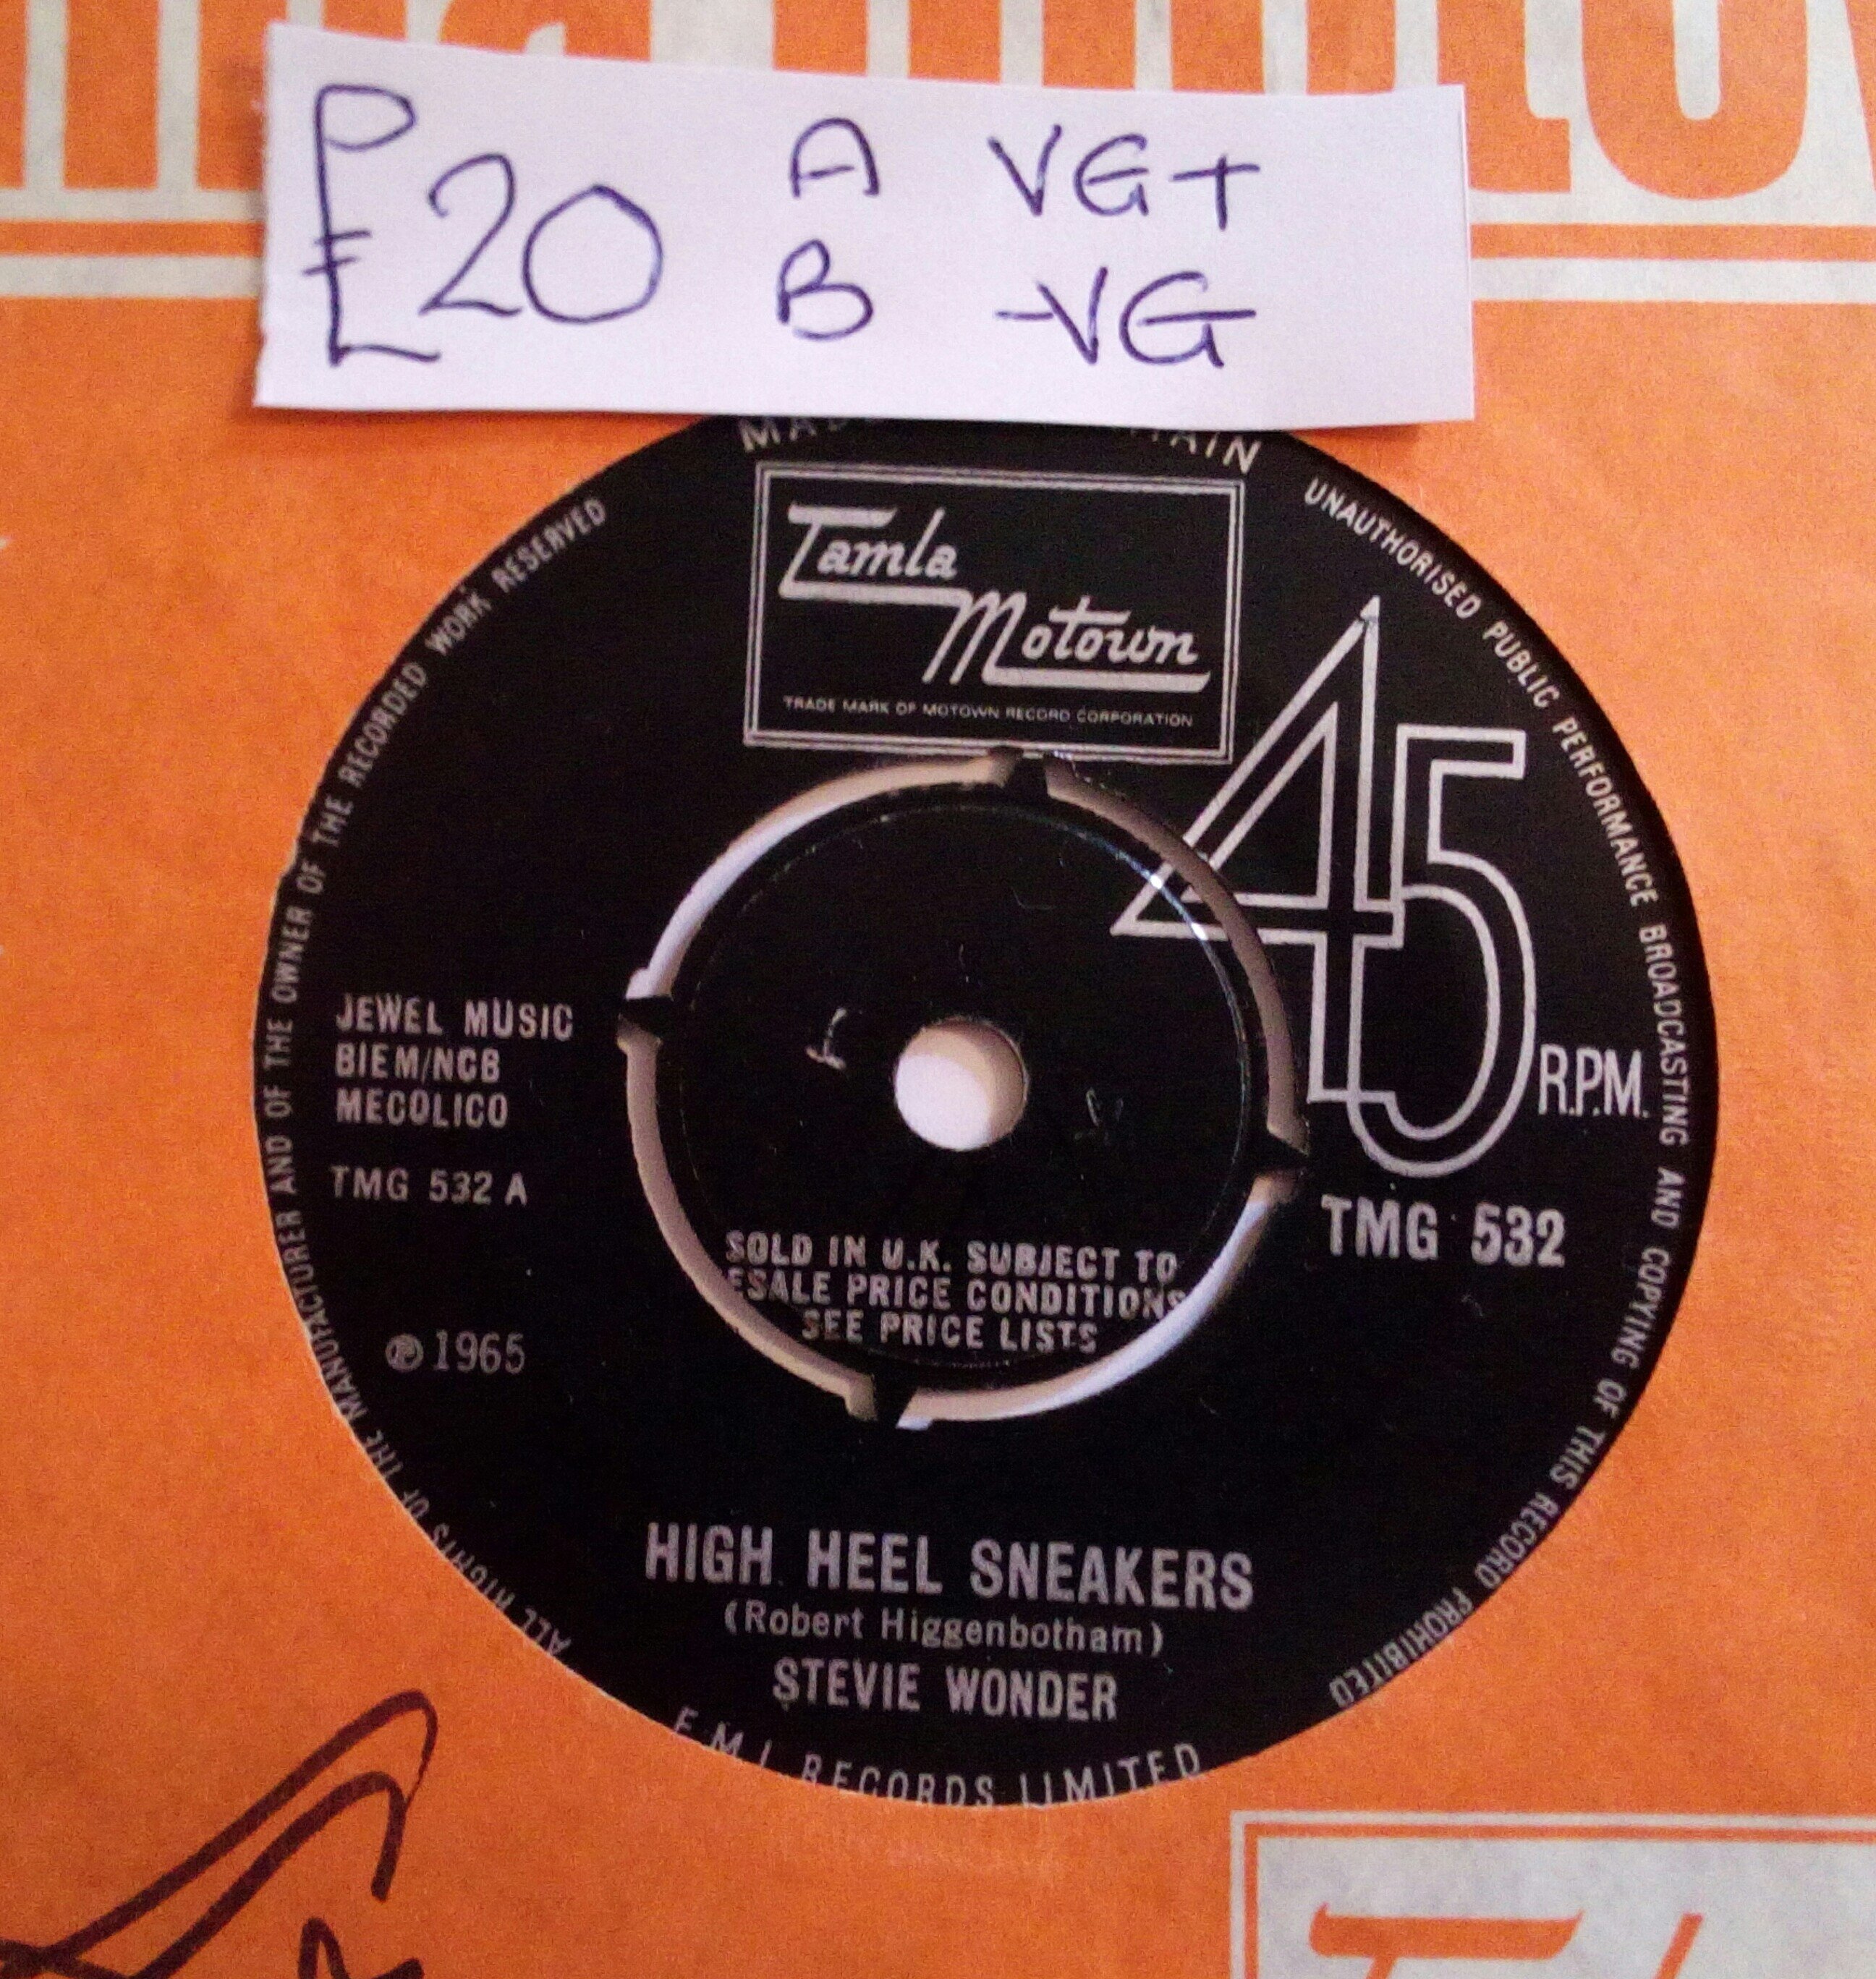 £20 A VG+
B -VG
Tamla
Motown
TRADE MARK OF MOTOWN RECORD CORPORATION
ALL RIGHTS OF THE MANUFACTURER AND OF THE OWNER OF THE RECORDED WORK RESERVED
UNAUTHORISED PUBLIC PERFORMANCE BROADCASTING AND COPYING OF THIS RECORD PROHIBITED
45
R.P.M.
JEWEL MUSIC
BIEM/NCB
MECOLICO
TMG 532 A
TMG 532
SOLD IN U.K. SUBJECT TO
ESALE PRICE CONDITIONS
SEE PRICE LISTS
℗ 1965
HIGH HEEL SNEAKERS
(Robert Higgenbotham)
STEVIE WONDER
E.M.I. RECORDS LIMITED